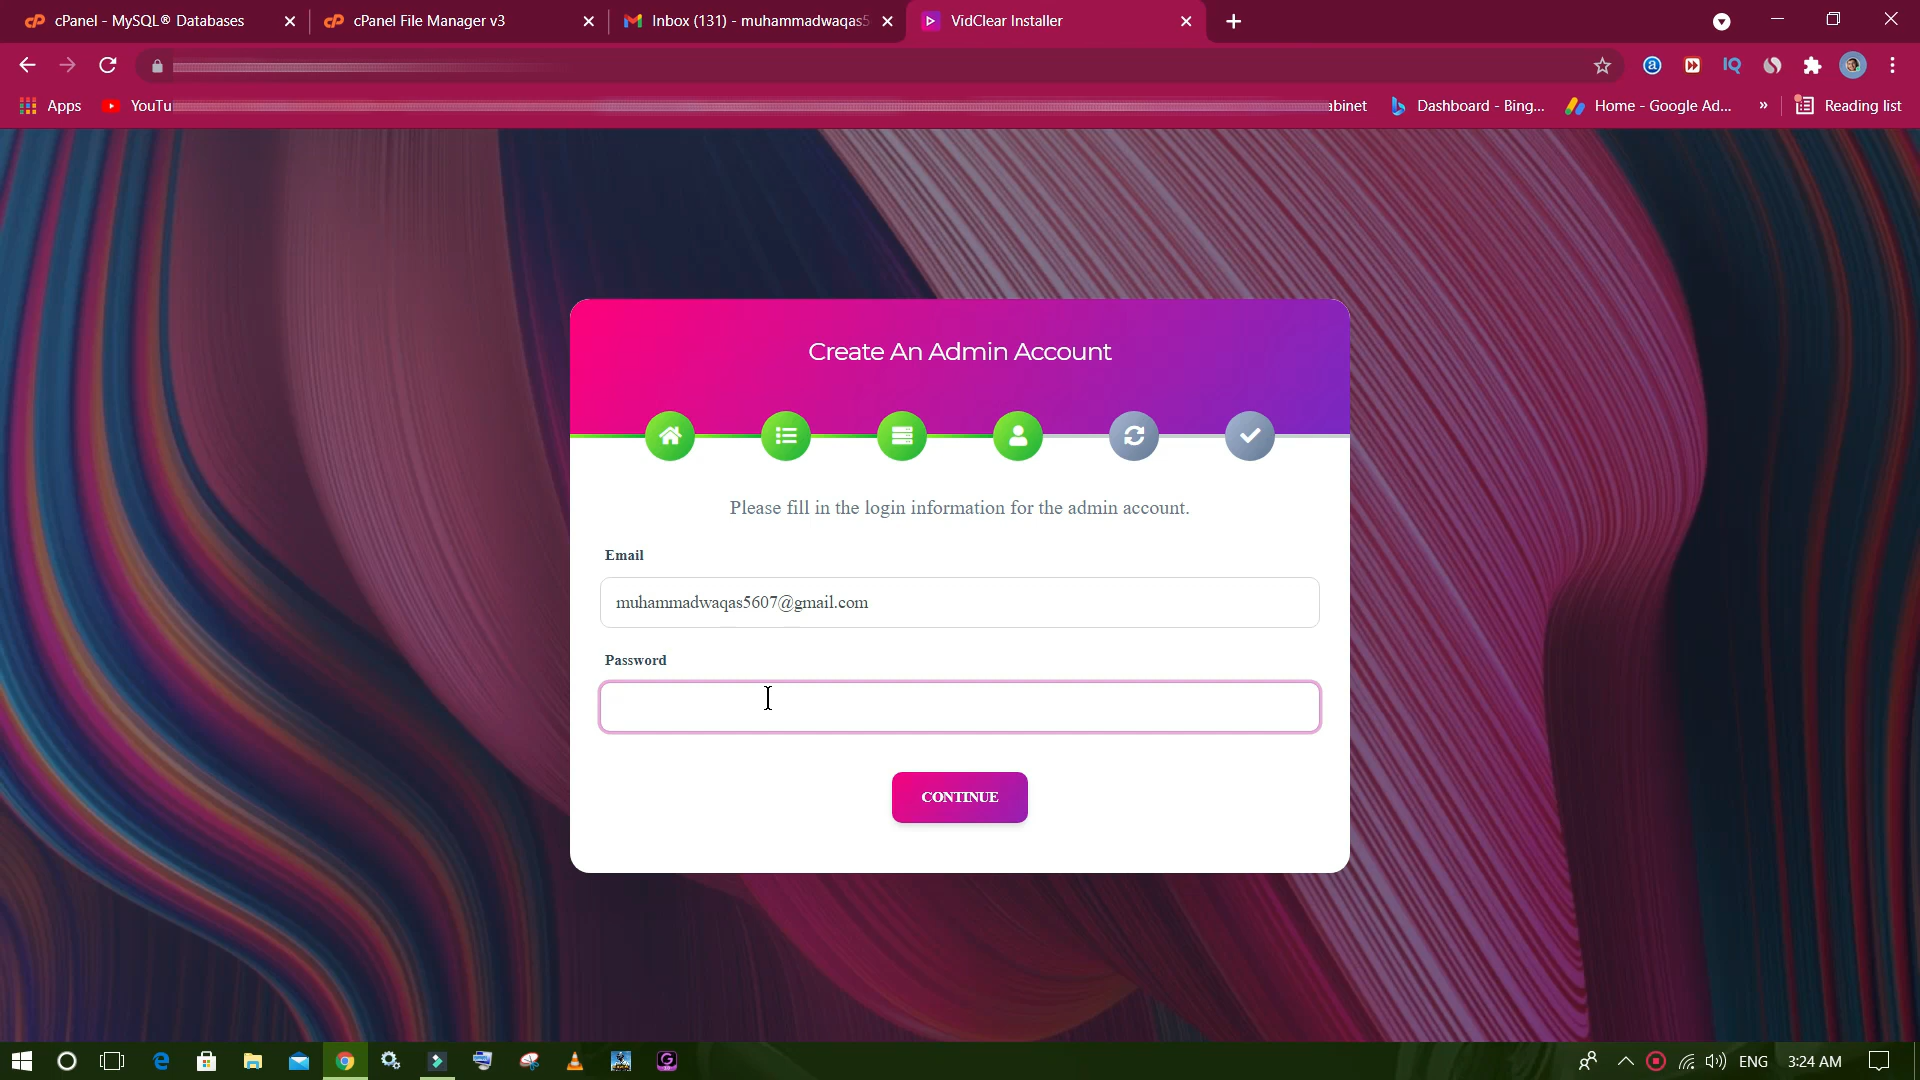 cPanel - MySQL® Databases
cPanel File Manager v3
Inbox (131) - muhammadwaqas5
VidClear Installer
Apps
YouTu
abinet
Dashboard - Bing...
Home - Google Ad...
»
Reading list
Create An Admin Account
Please fill in the login information for the admin account.
Email
muhammadwaqas5607@gmail.com
Password
CONTINUE
ENG
3:24 AM